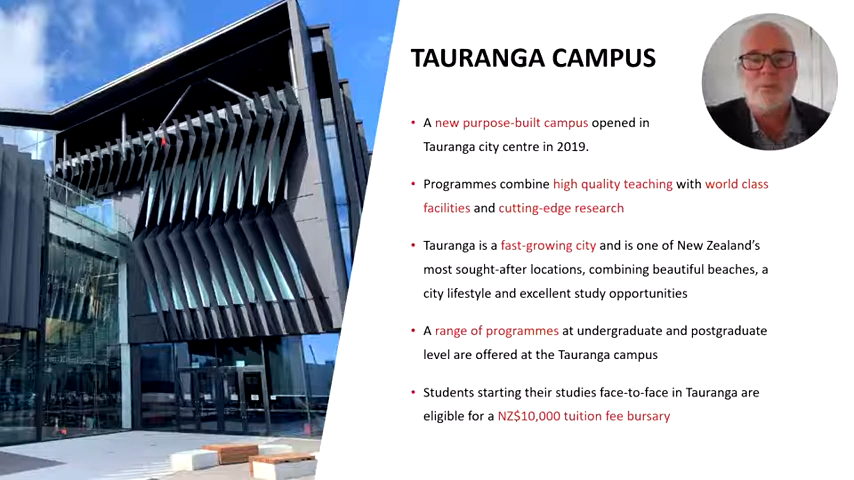 TAURANGA CAMPUS
• A new purpose-built campus opened in
Tauranga city centre in 2019.
• Programmes combine high quality teaching with world class
facilities and cutting-edge research
• Tauranga is a fast-growing city and is one of New Zealand's
most sought-after locations, combining beautiful beaches, a
city lifestyle and excellent study opportunities
• A range of programmes at undergraduate and postgraduate
level are offered at the Tauranga campus
• Students starting their studies face-to-face in Tauranga are
eligible for a NZ$10,000 tuition fee bursary